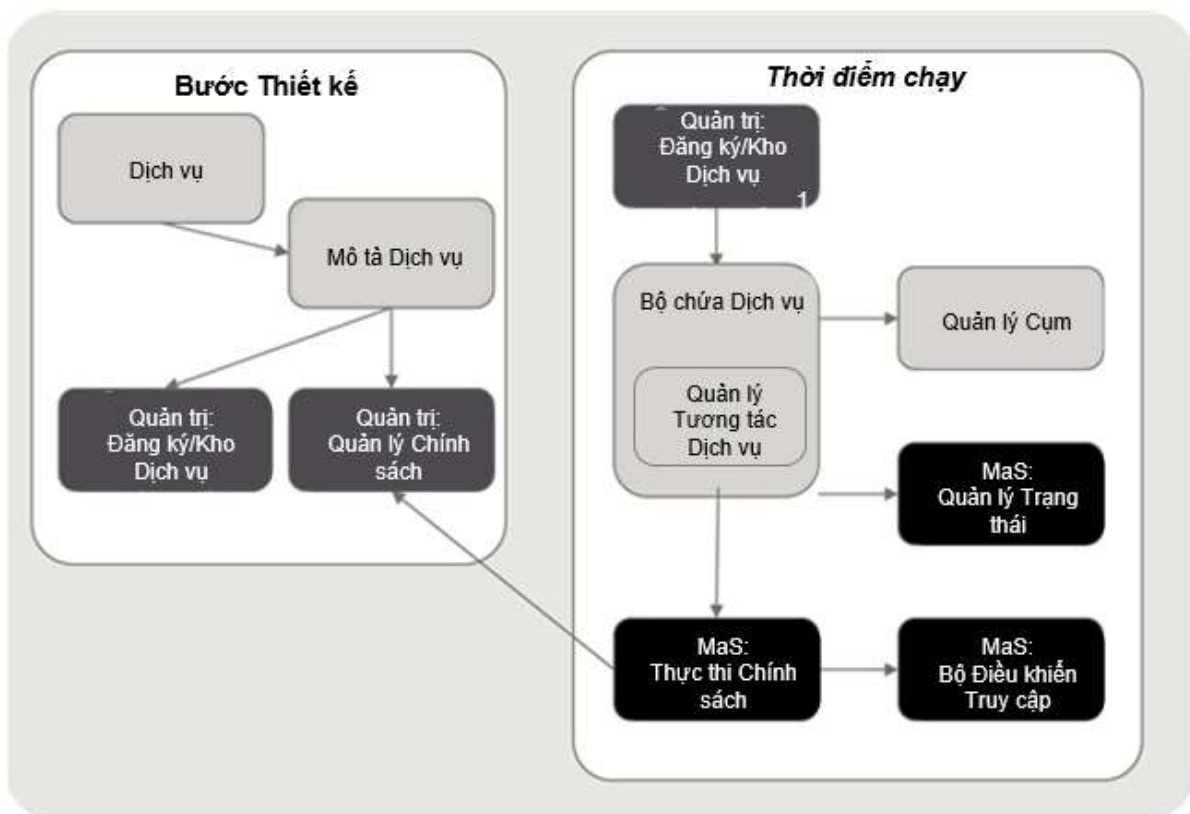 Bước Thiết kế
Dịch vụ
Mô tả Dịch vụ
Quản trị:
Đăng ký/Kho
Dịch vụ
Quản trị:
Quản lý Chính
sách
Thời điểm chạy
Quản trị:
Đăng ký/Kho
Dịch vụ
1
Bộ chứa Dịch vụ
Quản lý
Tương tác
Dịch vụ
Quản lý Cụm
MaS:
Quản lý Trạng
thái
MaS:
Thực thi Chính
sách
MaS:
Bộ Điều khiển
Truy cập